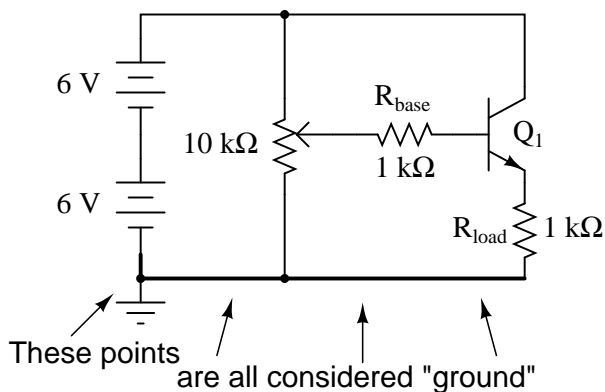 6 V
6 V
10 kΩ
R_base
1 kΩ
Q_1
R_load 1 kΩ
These points
are all considered "ground"